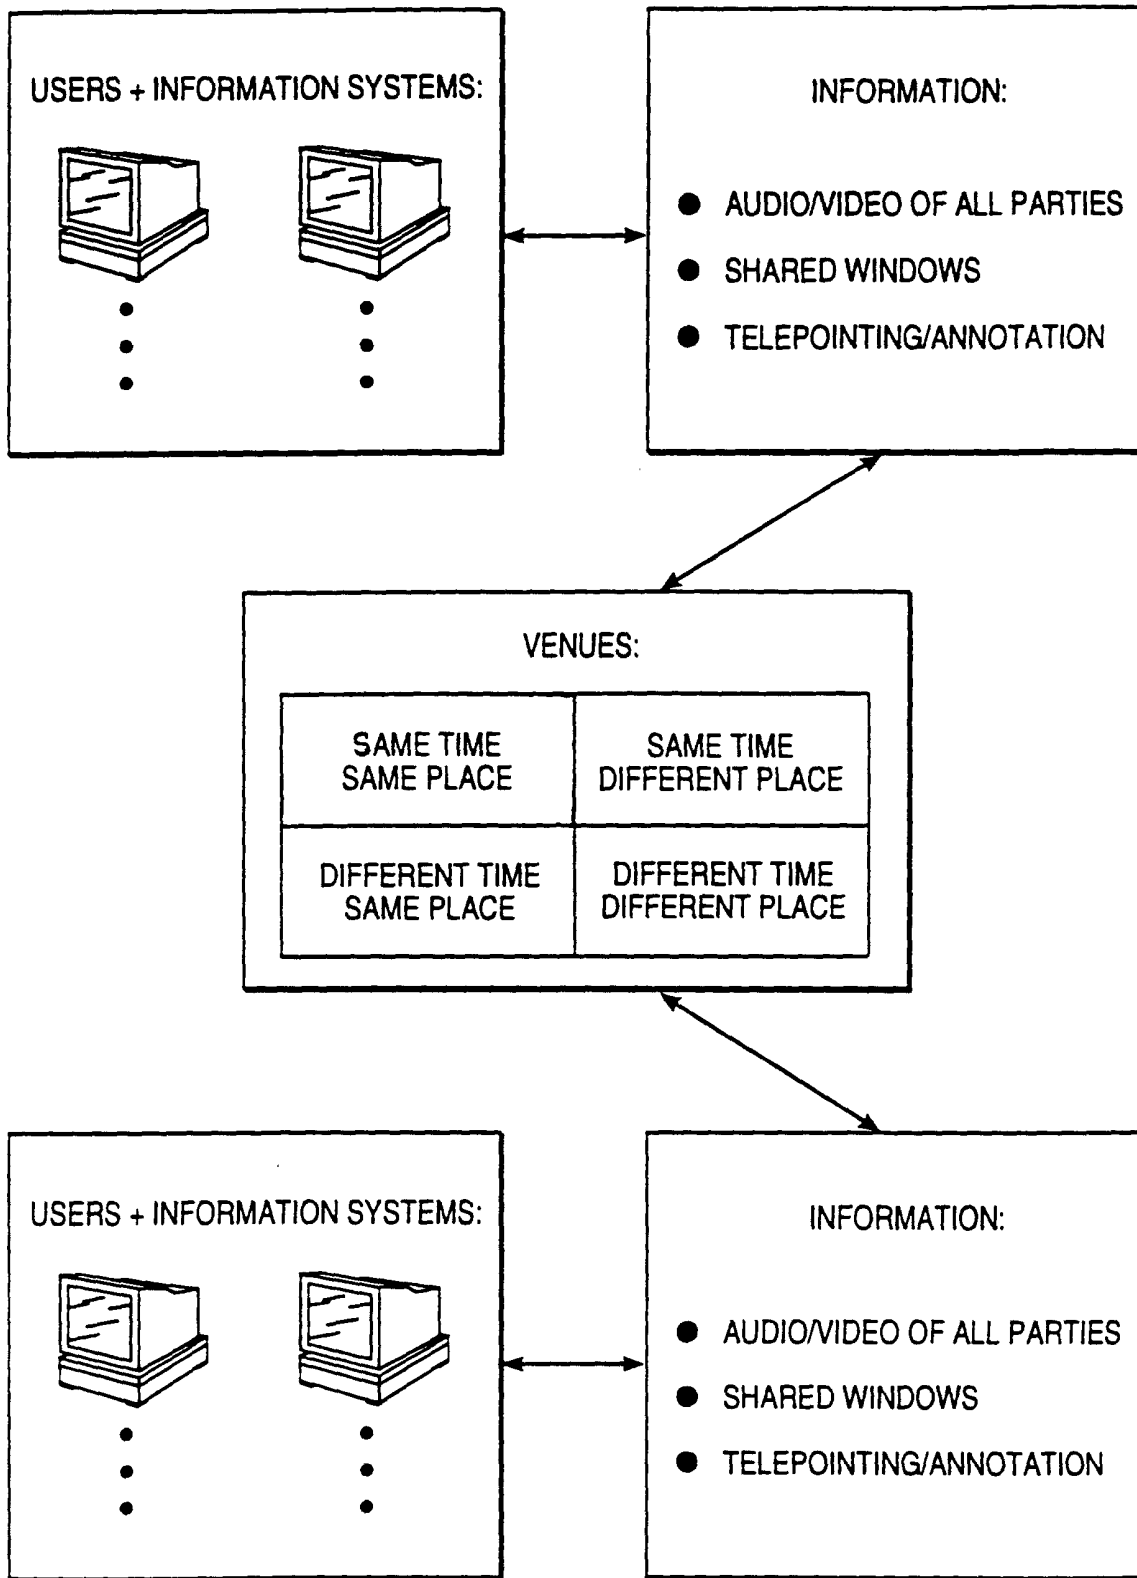 USERS + INFORMATION SYSTEMS:
INFORMATION:
● AUDIO/VIDEO OF ALL PARTIES
● SHARED WINDOWS
● TELEPOINTING/ANNOTATION
VENUES:
SAME TIME
SAME PLACE
SAME TIME
DIFFERENT PLACE
DIFFERENT TIME
SAME PLACE
DIFFERENT TIME
DIFFERENT PLACE
USERS + INFORMATION SYSTEMS:
INFORMATION:
● AUDIO/VIDEO OF ALL PARTIES
● SHARED WINDOWS
● TELEPOINTING/ANNOTATION